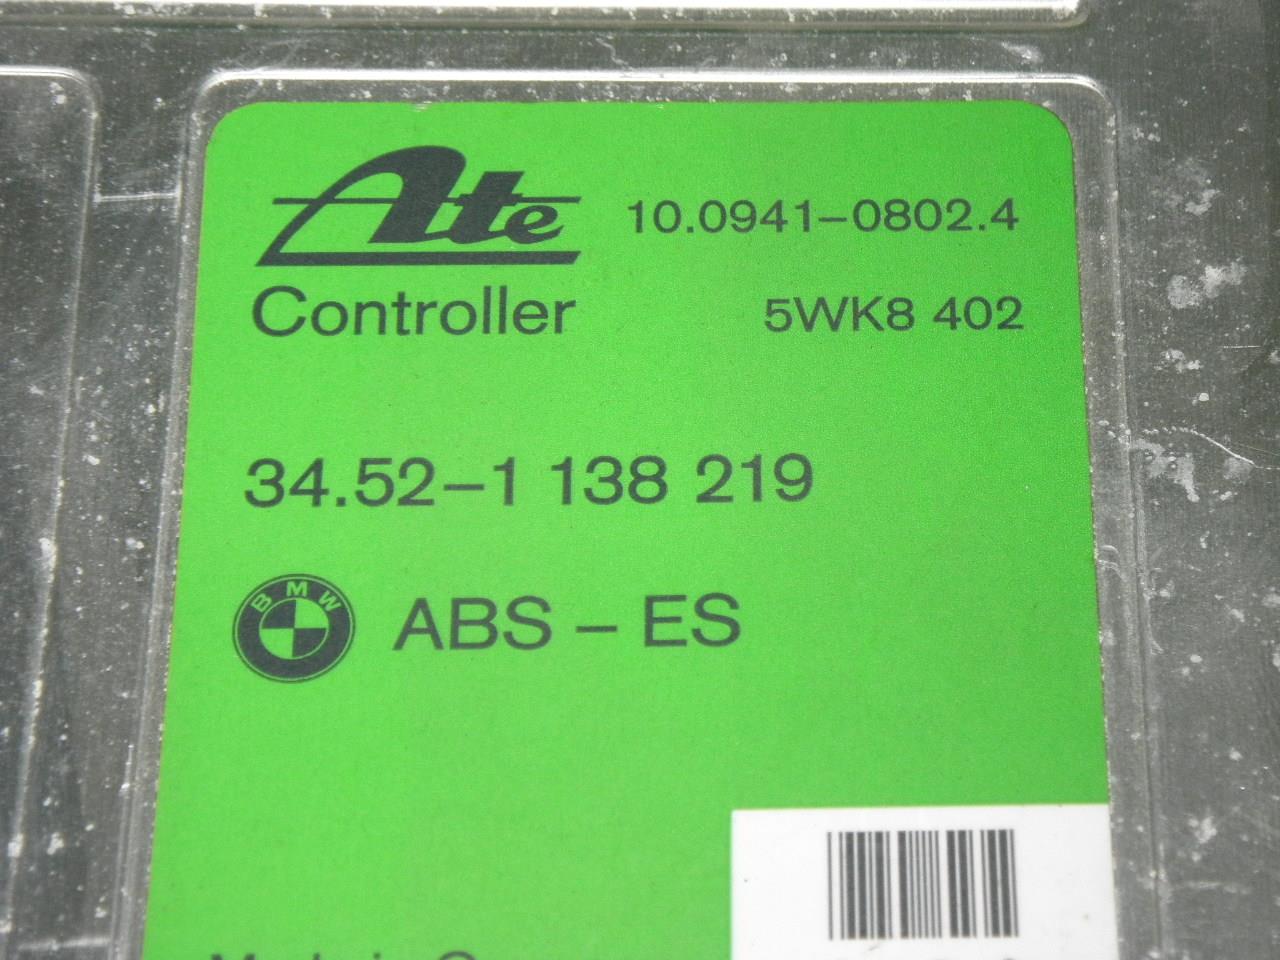 Ate 10.0941-0802.4
Controller 5WK8 402
34.52-1 138 219
BMW ABS - ES